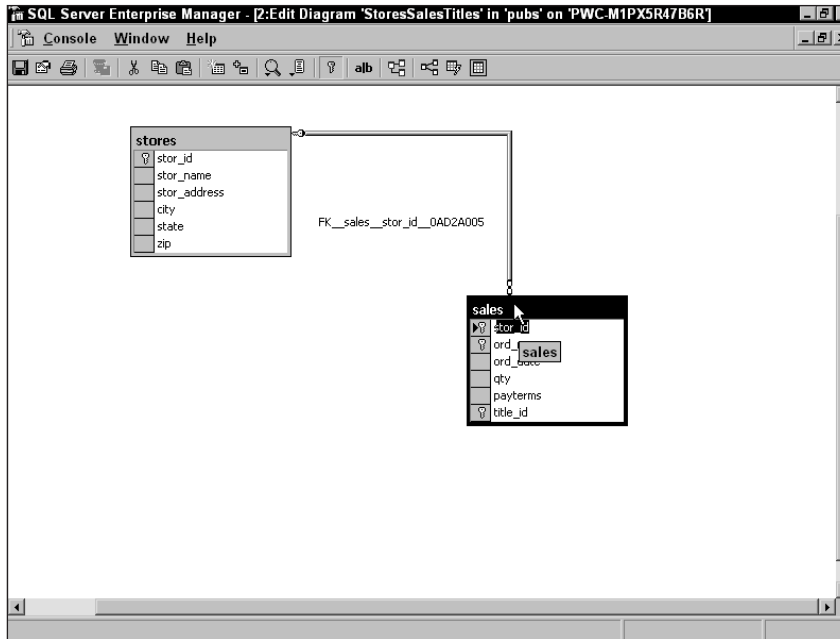 SQL Server Enterprise Manager - [2:Edit Diagram 'StoresSalesTitles' in 'pubs' on 'PWC-M1PX5R47B6R']
Console Window Help
a|b
stores
stor_id
stor_name
stor_address
city
state
zip
FK__sales__stor_id__0AD2A005
sales
stor_id
sales
qty
payterms
title_id